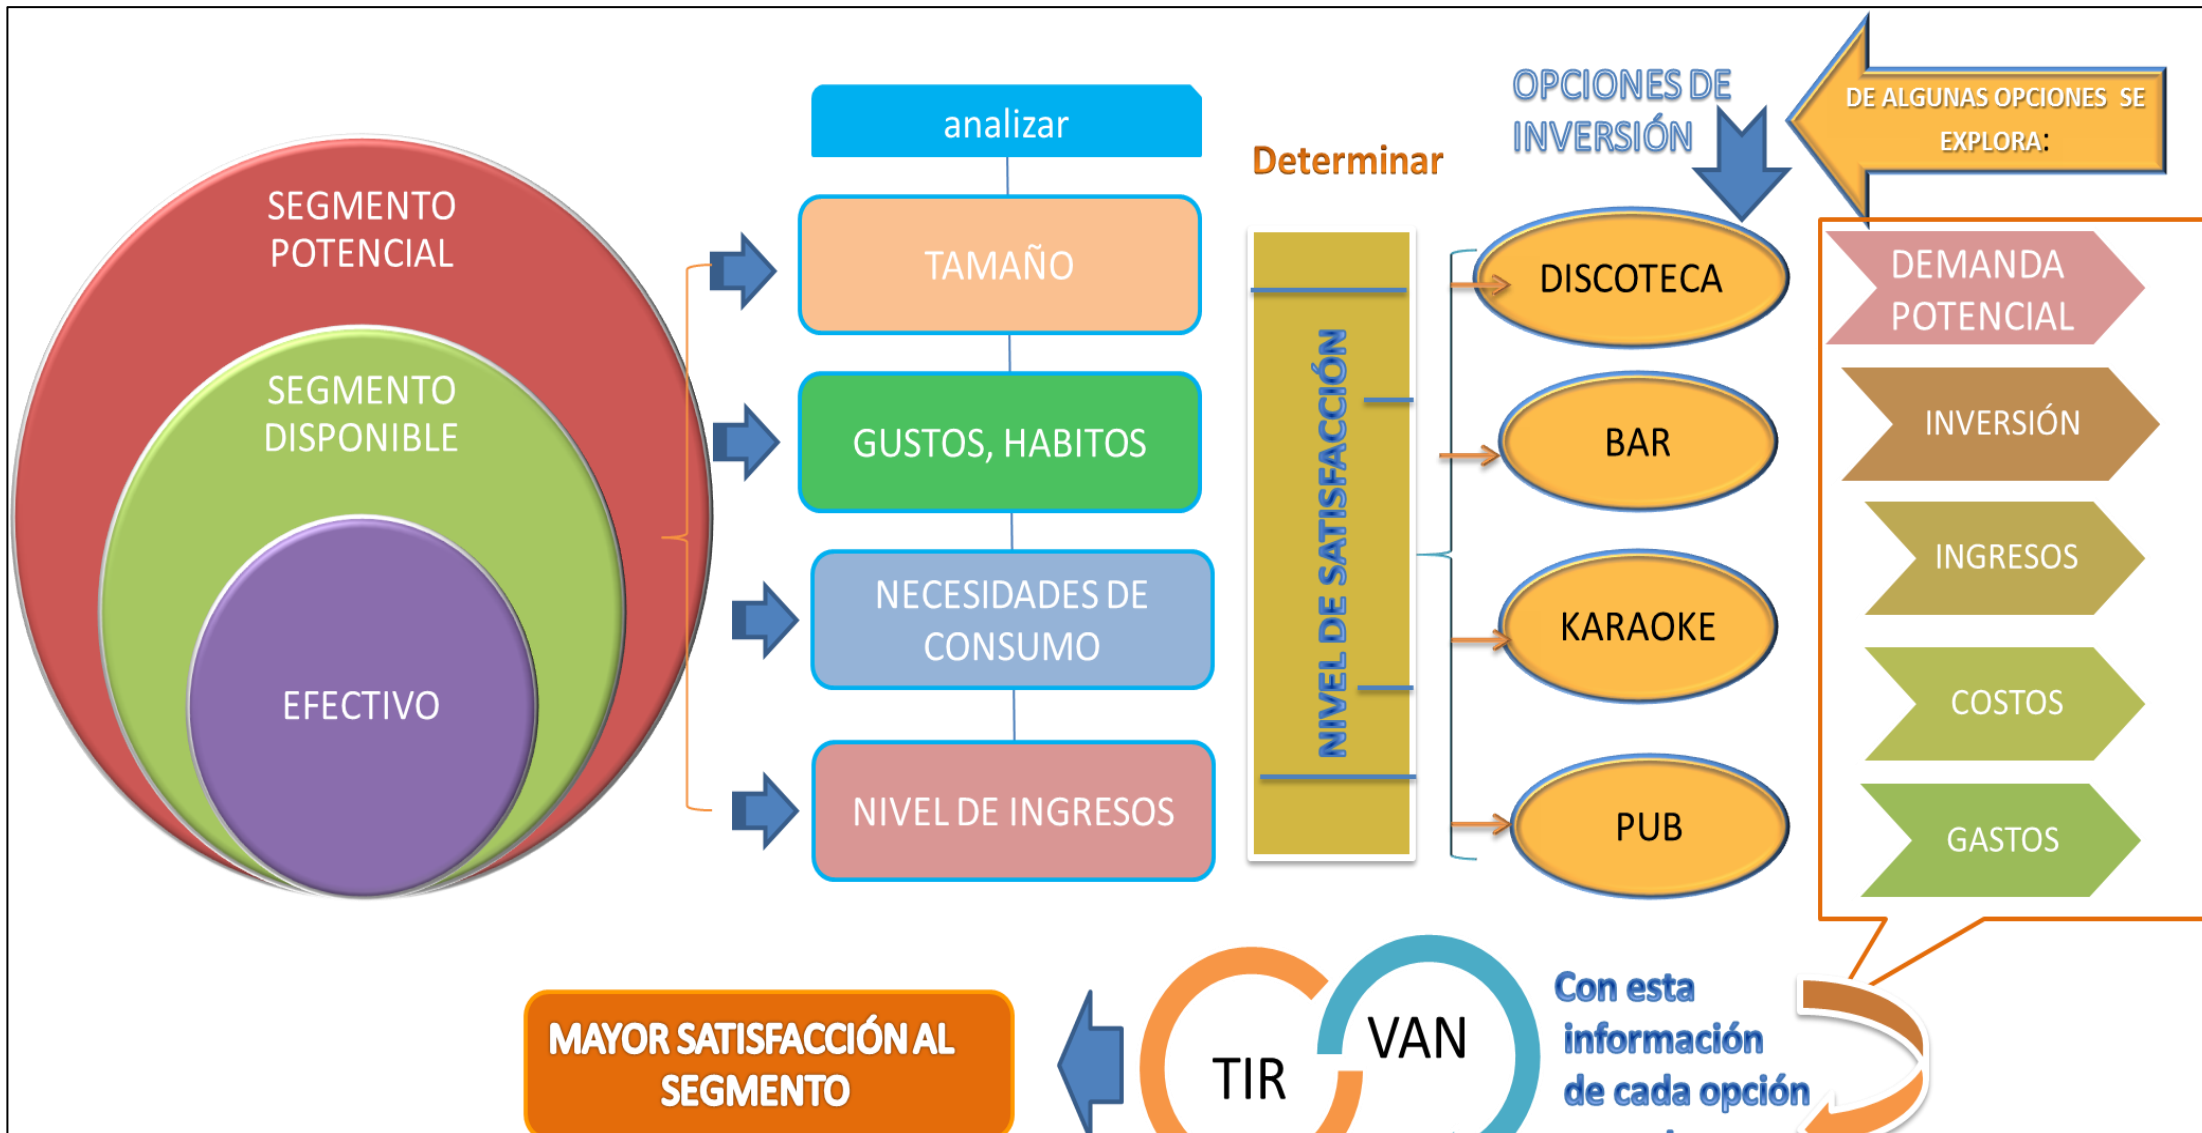 SEGMENTO
POTENCIAL
SEGMENTO
DISPONIBLE
EFECTIVO
analizar
TAMAÑO
GUSTOS, HABITOS
NECESIDADES DE
CONSUMO
NIVEL DE INGRESOS
Determinar
NIVEL DE SATISFACCIÓN
OPCIONES DE
INVERSIÓN
DISCOTECA
BAR
KARAOKE
PUB
DE ALGUNAS OPCIONES SE
EXPLORA:
DEMANDA
POTENCIAL
INVERSIÓN
INGRESOS
COSTOS
GASTOS
Con esta
información
de cada opción
VAN
TIR
MAYOR SATISFACCIÓN AL
SEGMENTO